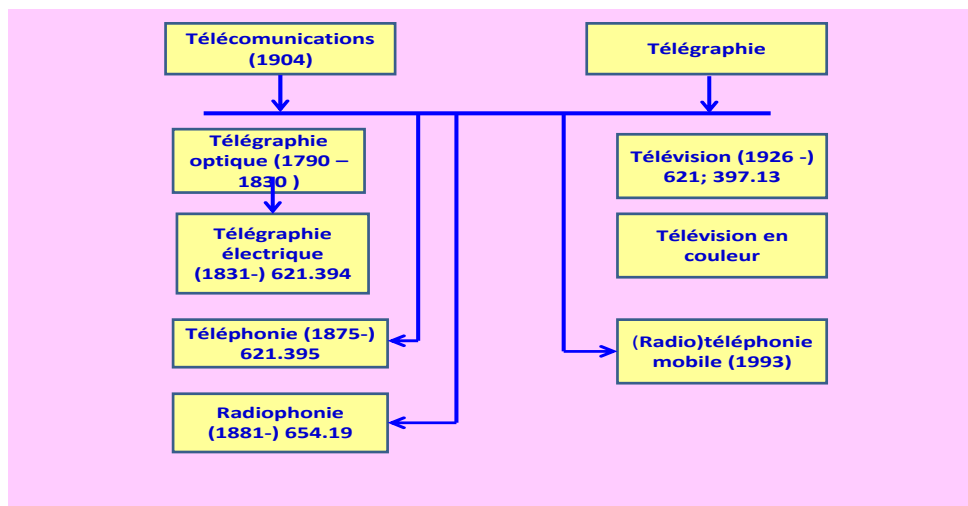 Télécomunications
(1904)
Télégraphie
Télégraphie
optique (1790 –
1830 )
Télévision (1926 -)
621; 397.13
Télégraphie
électrique
(1831-) 621.394
Télévision en
couleur
Téléphonie (1875-)
621.395
(Radio)téléphonie
mobile (1993)
Radiophonie
(1881-) 654.19